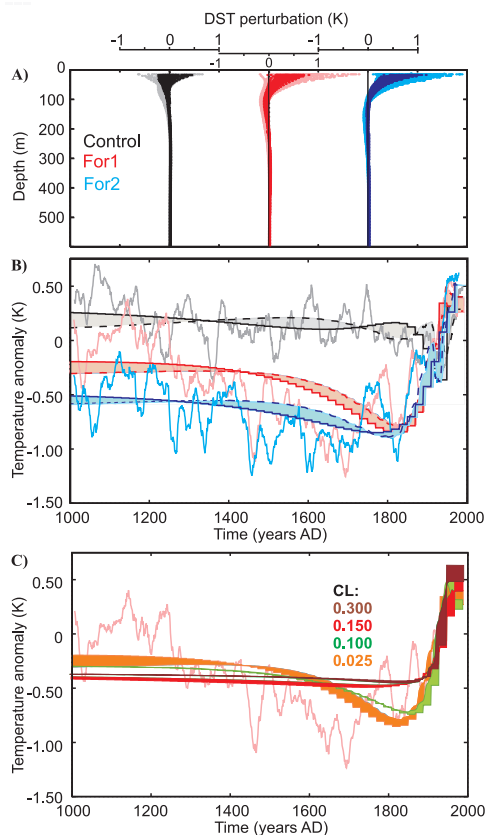 DST perturbation (K)
-1 0 1 -1 0 1
-1 0 1
A)
0
100
200
300
400
500
Depth (m)
Control
For1
For2
B)
0.50
0
-0.50
-1.00
-1.50
Temperature anomaly (K)
1000 1200 1400 1600 1800 2000
Time (years AD)
C)
0.50
0
-0.50
-1.00
-1.50
Temperature anomaly (K)
CL:
0.300
0.150
0.100
0.025
1000 1200 1400 1600 1800 2000
Time (years AD)